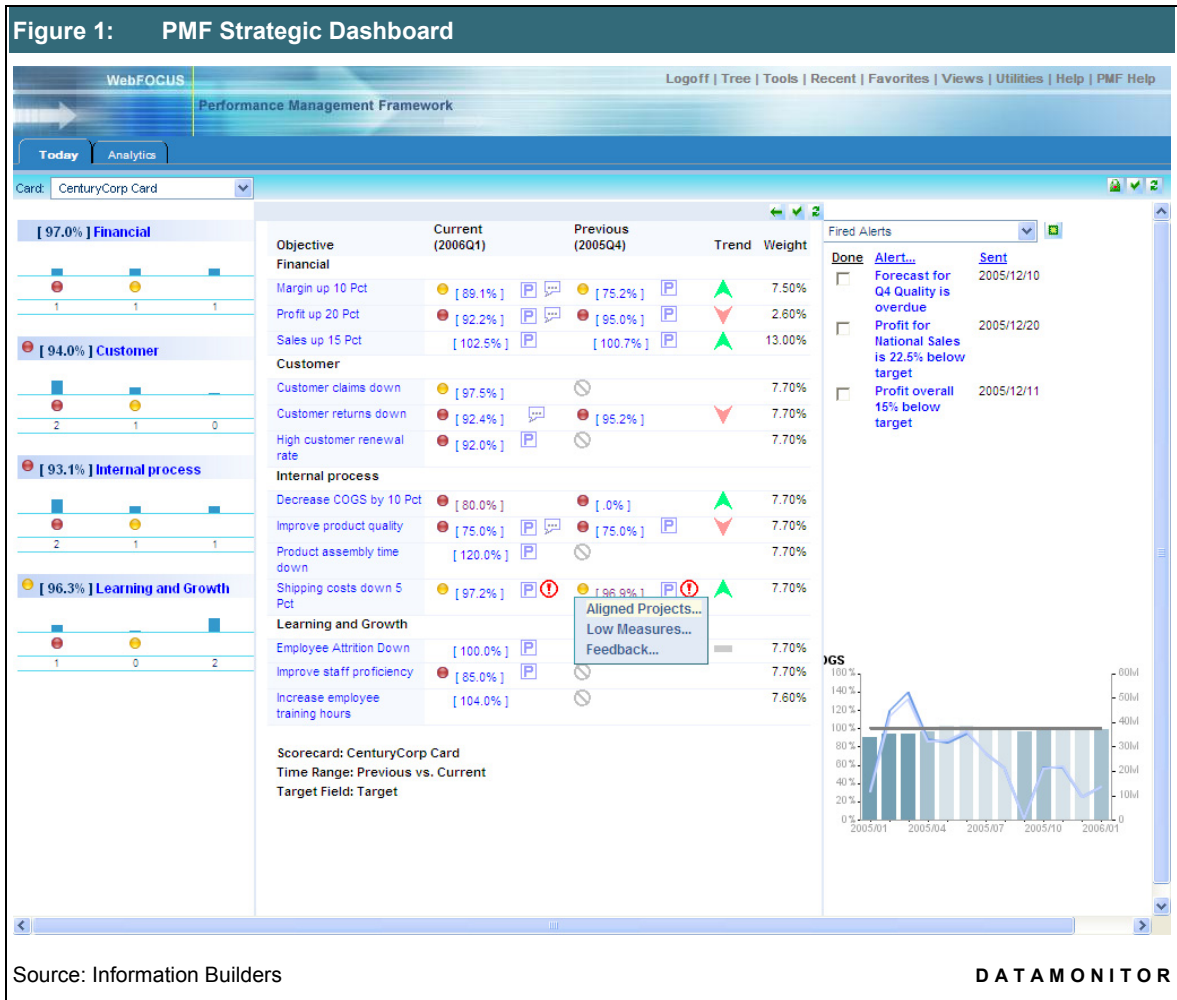 Figure 1: PMF Strategic Dashboard
WebFOCUS
Logoff | Tree | Tools | Recent | Favorites | Views | Utilities | Help | PMF Help
Performance Management Framework
Today Analytics
Card: CenturyCorp Card
[ 97.0% ] Financial
1 1 1
[ 94.0% ] Customer
2 1 0
[ 93.1% ] Internal process
2 1 1
[ 96.3% ] Learning and Growth
1 0 2
Current Previous
Objective (2006Q1) (2005Q4) Trend Weight
Financial
Margin up 10 Pct [ 89.1% ] P [ 75.2% ] P 7.50%
Profit up 20 Pct [ 92.2% ] P [ 95.0% ] P 2.60%
Sales up 15 Pct [ 102.5% ] P [ 100.7% ] P 13.00%
Customer
Customer claims down [ 97.5% ] 7.70%
Customer returns down [ 92.4% ] [ 95.2% ] 7.70%
High customer renewal [ 92.0% ] P 7.70%
rate
Internal process
Decrease COGS by 10 Pct [ 80.0% ] [ .0% ] 7.70%
Improve product quality [ 75.0% ] P [ 75.0% ] P 7.70%
Product assembly time [ 120.0% ] P 7.70%
down
Shipping costs down 5 [ 97.2% ] P [ 96.9% ] P 7.70%
Pct
Aligned Projects...
Low Measures...
Feedback...
Learning and Growth
Employee Attrition Down [ 100.0% ] P 7.70%
Improve staff proficiency [ 85.0% ] P 7.70%
Increase employee [ 104.0% ] 7.60%
training hours
Scorecard: CenturyCorp Card
Time Range: Previous vs. Current
Target Field: Target
Fired Alerts
Done Alert... Sent
Forecast for 2005/12/10
Q4 Quality is
overdue
Profit for 2005/12/20
National Sales
is 22.5% below
target
Profit overall 2005/12/11
15% below
target
OGS
160% 60M
140% 50M
120% 40M
100%
80% 30M
60% 20M
40% 10M
20%
0% 0
2005/01 2005/04 2005/07 2005/10 2006/01
Source: Information Builders
DATAMONITOR